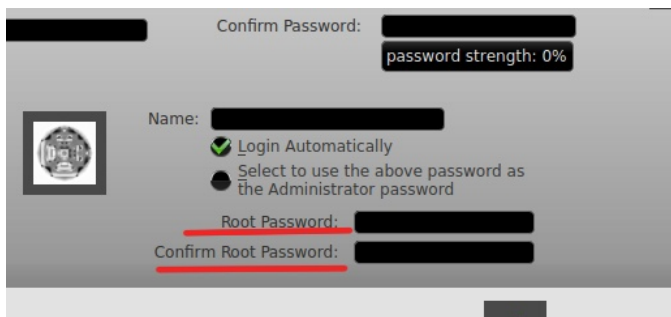 Confirm Password:
password strength: 0%
Name:
Login Automatically
Select to use the above password as
the Administrator password
Root Password:
Confirm Root Password: